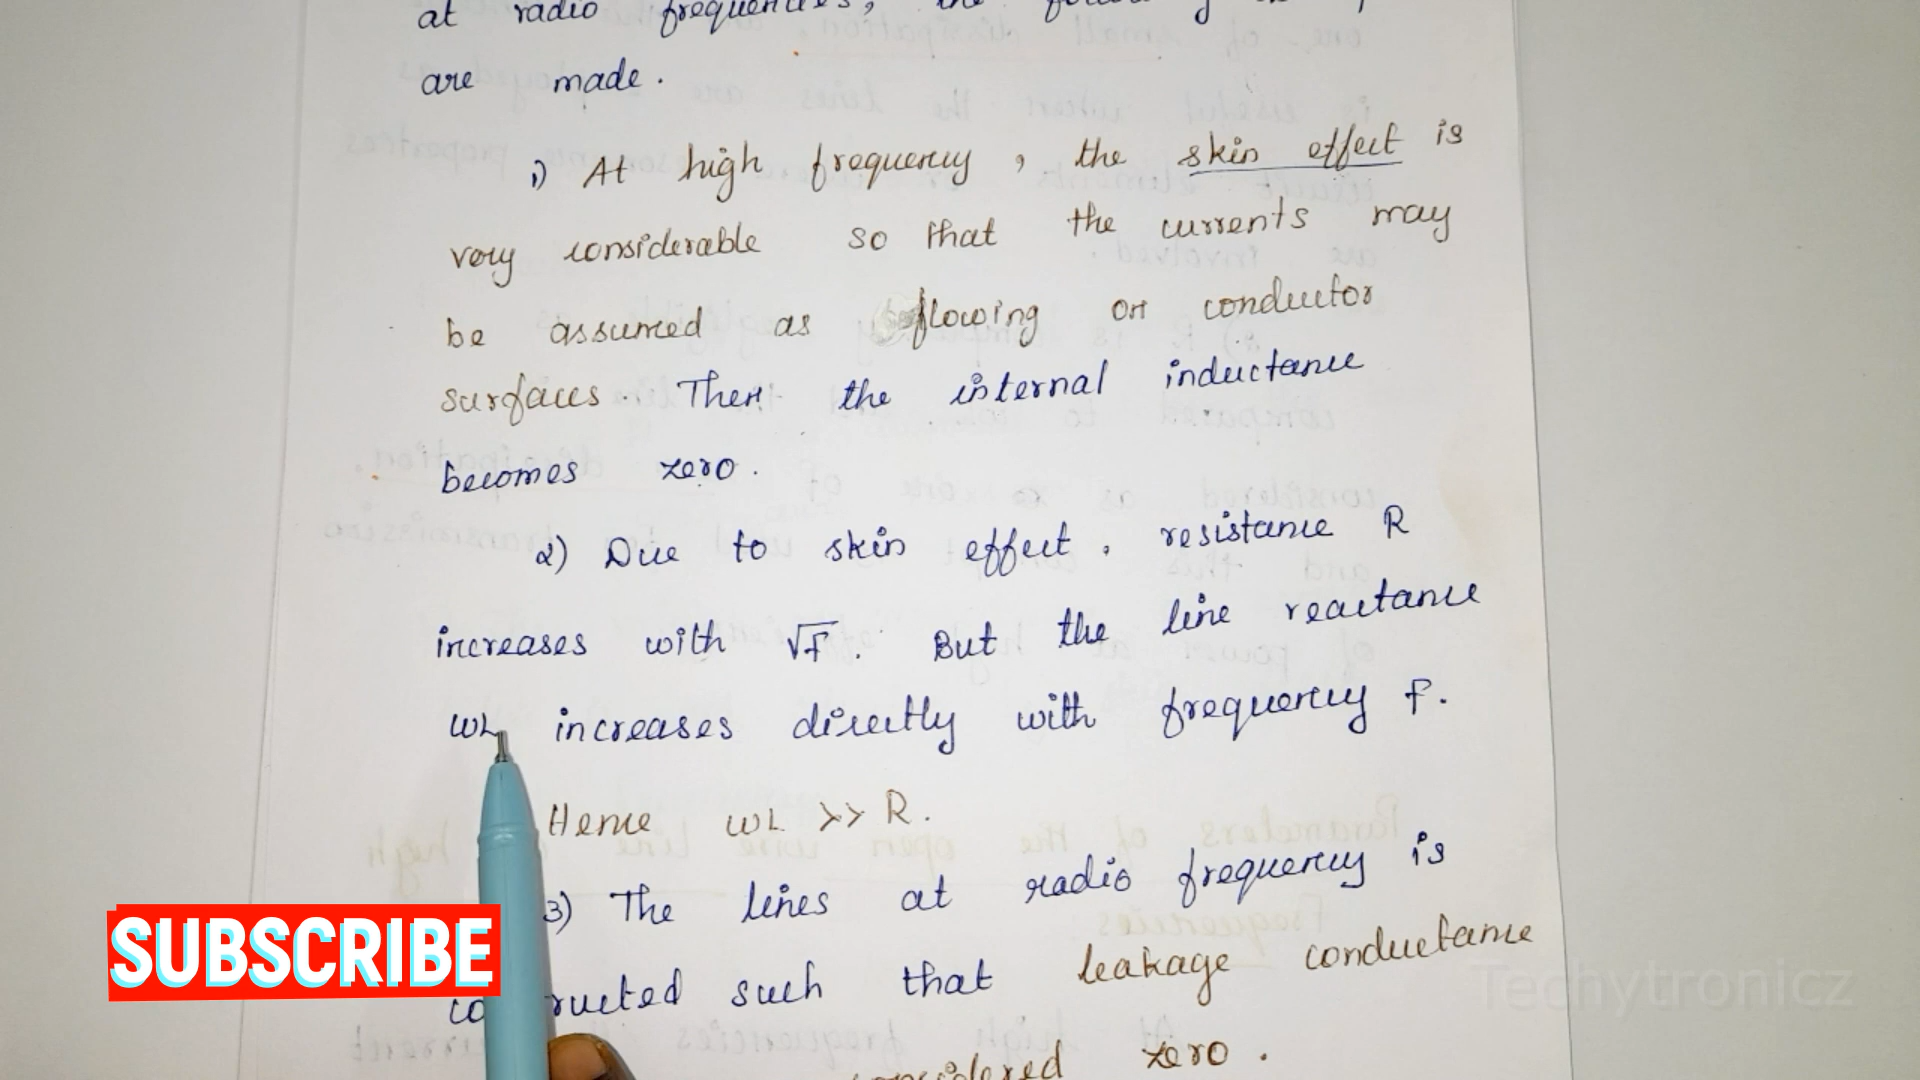 at radio frequencies, the
are made.
1) At high frequency, the skin effect is
very considerable so that the currents may
be assumed as flowing on conductor
surfaces. Then the internal inductance
becomes zero.
2) Due to skin effect, resistance R
increases with √f. But the line reactance
ωL increases directly with frequency f.
Hence ωL >> R.
3) The lines at radio frequency is
such that leakage conductance
considered zero.
SUBSCRIBE
Techytronicz